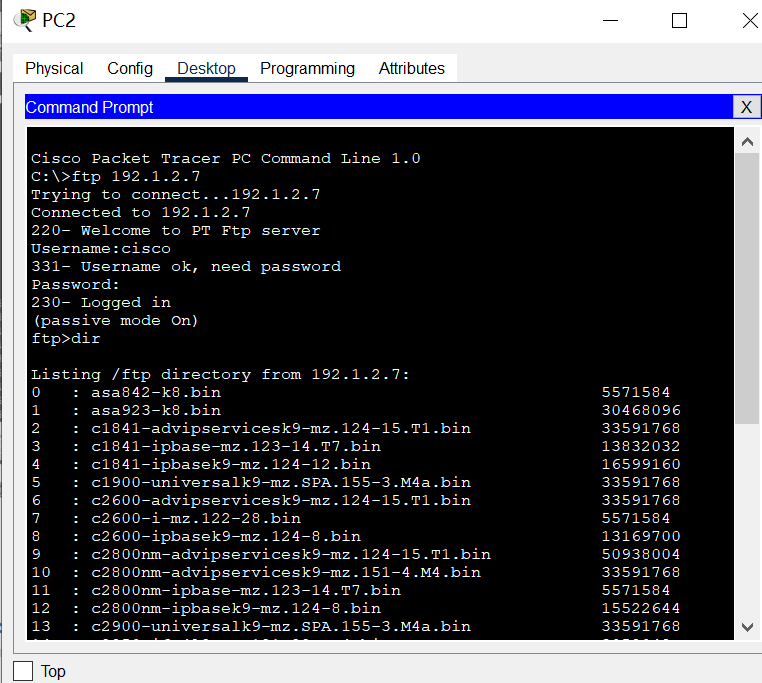 PC2
Physical Config Desktop Programming Attributes
Command Prompt X
Cisco Packet Tracer PC Command Line 1.0
C:\>ftp 192.1.2.7
Trying to connect...192.1.2.7
Connected to 192.1.2.7
220- Welcome to PT Ftp server
Username:cisco
331- Username ok, need password
Password:
230- Logged in
(passive mode On)
ftp>dir
Listing /ftp directory from 192.1.2.7:
0 : asa842-k8.bin 5571584
1 : asa923-k8.bin 30468096
2 : c1841-advipservicesk9-mz.124-15.T1.bin 33591768
3 : c1841-ipbase-mz.123-14.T7.bin 13832032
4 : c1841-ipbasek9-mz.124-12.bin 16599160
5 : c1900-universalk9-mz.SPA.155-3.M4a.bin 33591768
6 : c2600-advipservicesk9-mz.124-15.T1.bin 33591768
7 : c2600-i-mz.122-28.bin 5571584
8 : c2600-ipbasek9-mz.124-8.bin 13169700
9 : c2800nm-advipservicesk9-mz.124-15.T1.bin 50938004
10 : c2800nm-advipservicesk9-mz.151-4.M4.bin 33591768
11 : c2800nm-ipbase-mz.123-14.T7.bin 5571584
12 : c2800nm-ipbasek9-mz.124-8.bin 15522644
13 : c2900-universalk9-mz.SPA.155-3.M4a.bin 33591768
Top